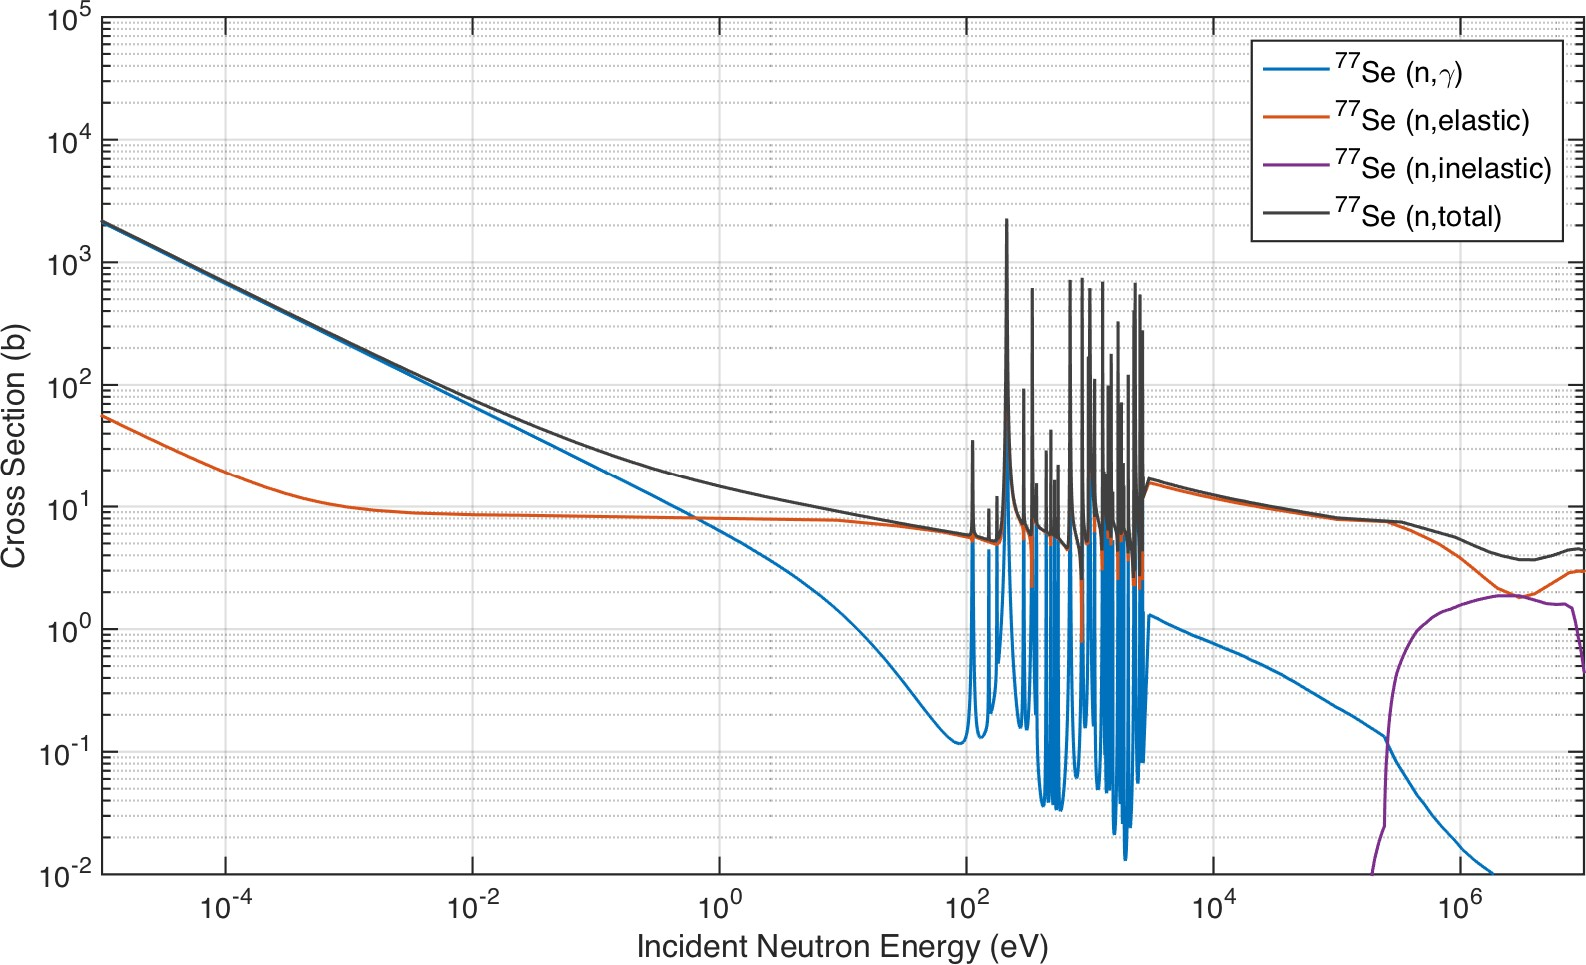 10^5
10^4
10^3
10^2
10^1
10^0
10^-1
10^-2
Cross Section (b)
77Se (n,γ)
77Se (n,elastic)
77Se (n,inelastic)
77Se (n,total)
10^-4 10^-2 10^0 10^2 10^4 10^6
Incident Neutron Energy (eV)